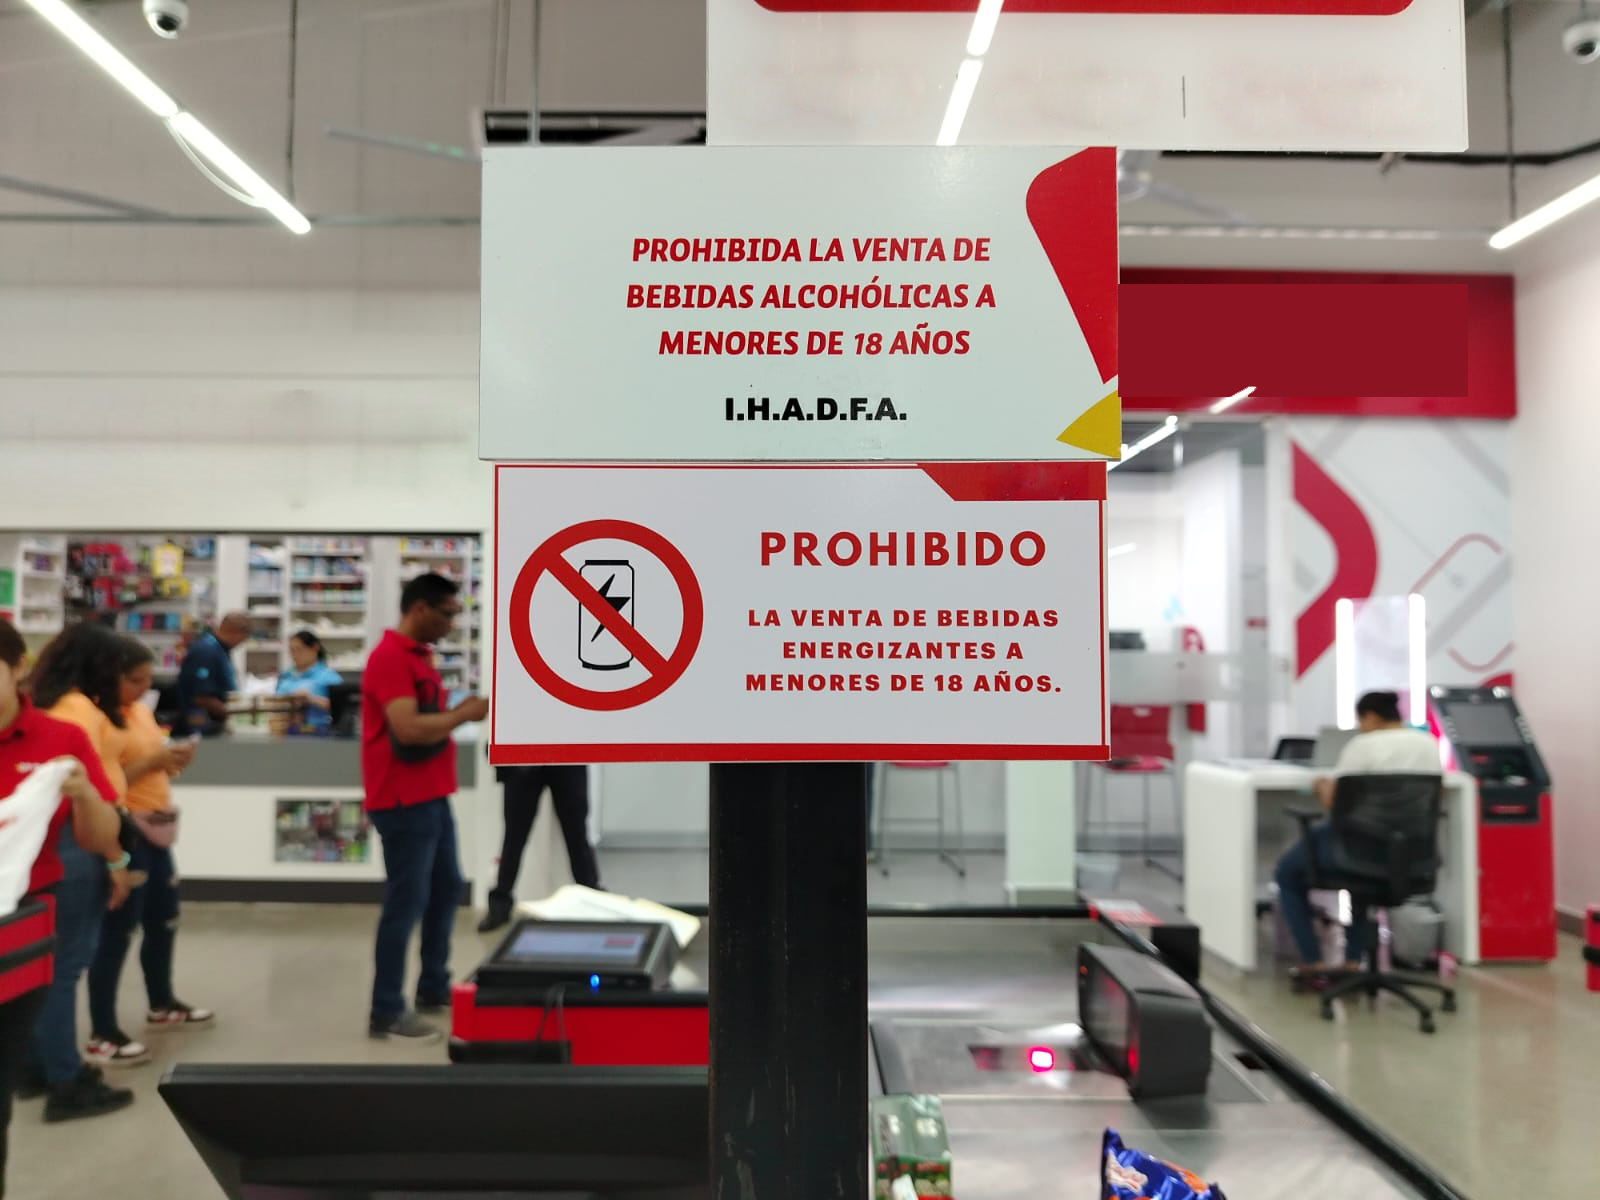 PROHIBIDA LA VENTA DE
BEBIDAS ALCOHÓLICAS A
MENORES DE 18 AÑOS
I.H.A.D.F.A.
PROHIBIDO
LA VENTA DE BEBIDAS
ENERGIZANTES A
MENORES DE 18 AÑOS.